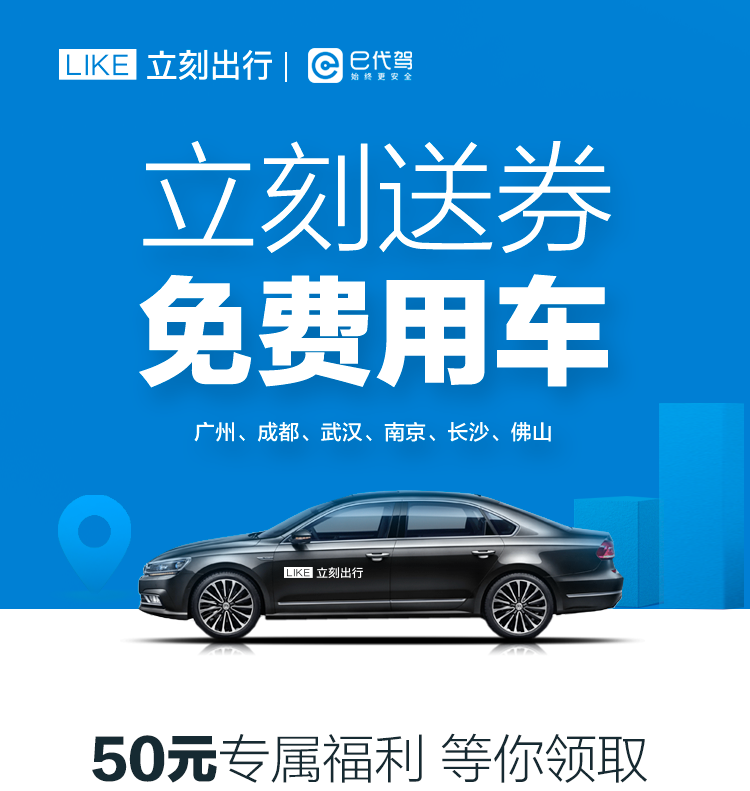 LIKE 立刻出行 | e代驾
始终更安全
立刻送券
免费用车
广州、成都、武汉、南京、长沙、佛山
LIKE 立刻出行
50元专属福利 等你领取